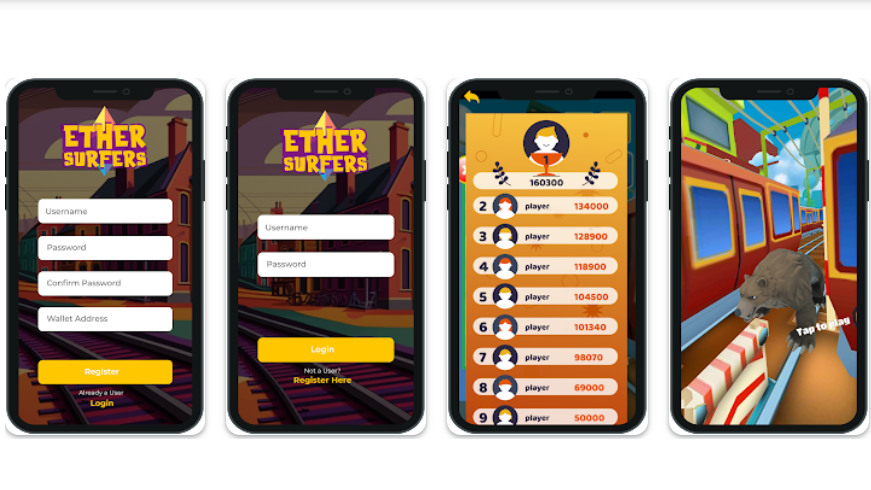 ETHER
SURFERS
Username
Password
Confirm Password
Wallet Address
Register
Already a User
Login
ETHER
SURFERS
Username
Password
Login
Not a User?
Register Here
1
160300
2 player 134000
3 player 128900
4 player 118900
5 player 104500
6 player 101340
7 player 98070
8 player 69000
9 player 50000
Tap to play